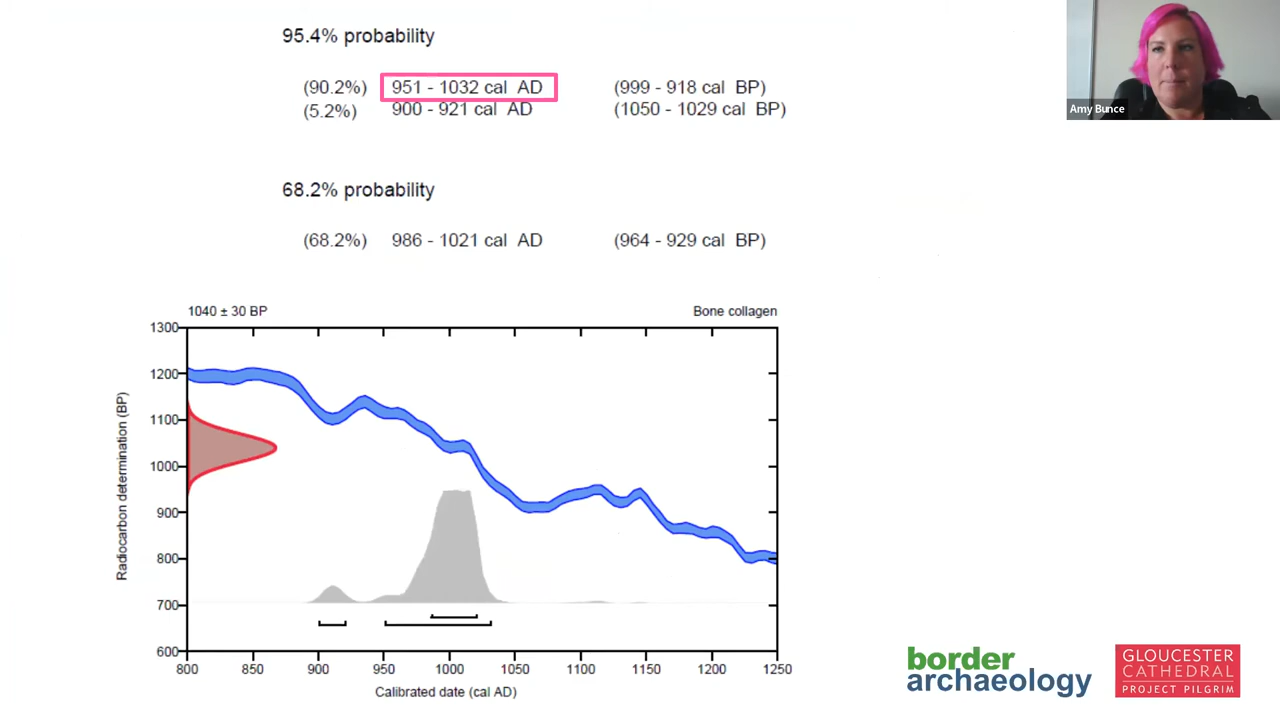 95.4% probability
(90.2%) 951 - 1032 cal AD (999 - 918 cal BP)
(5.2%) 900 - 921 cal AD (1050 - 1029 cal BP)
68.2% probability
(68.2%) 986 - 1021 cal AD (964 - 929 cal BP)
Amy Bunce
1040 ± 30 BP
Bone collagen
Radiocarbon determination (BP)
1300
1200
1100
1000
900
800
700
600
800 850 900 950 1000 1050 1100 1150 1200 1250
Calibrated date (cal AD)
border
archaeology
GLOUCESTER
CATHEDRAL
PROJECT PILGRIM